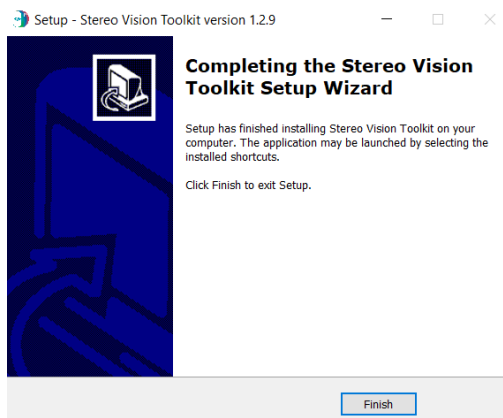 Setup - Stereo Vision Toolkit version 1.2.9
Completing the Stereo Vision
Toolkit Setup Wizard
Setup has finished installing Stereo Vision Toolkit on your
computer. The application may be launched by selecting the
installed shortcuts.
Click Finish to exit Setup.
Finish